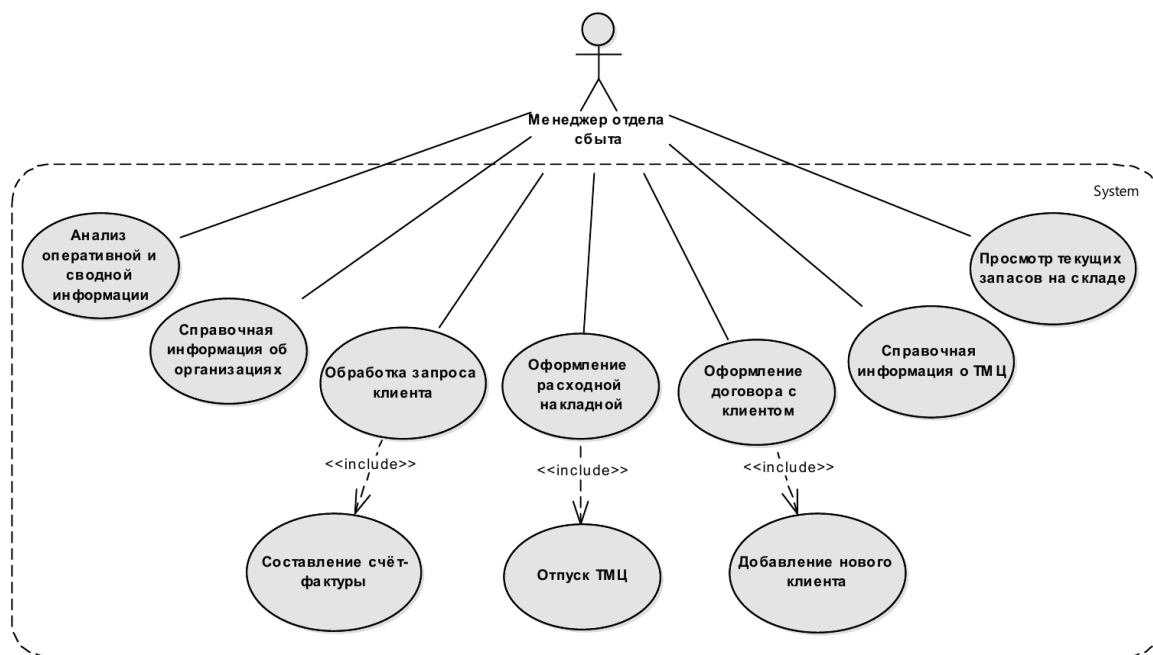 Менеджер отдела
сбыта
System
Анализ
оперативной и
сводной
информации
Справочная
информация об
организациях
Обработка запроса
клиента
Оформление
расходной
накладной
Оформление
договора с
клиентом
Справочная
информация о ТМЦ
Просмотр текущих
запасов на складе
<<include>>
<<include>>
<<include>>
Составление счёт-
фактуры
Отпуск ТМЦ
Добавление нового
клиента